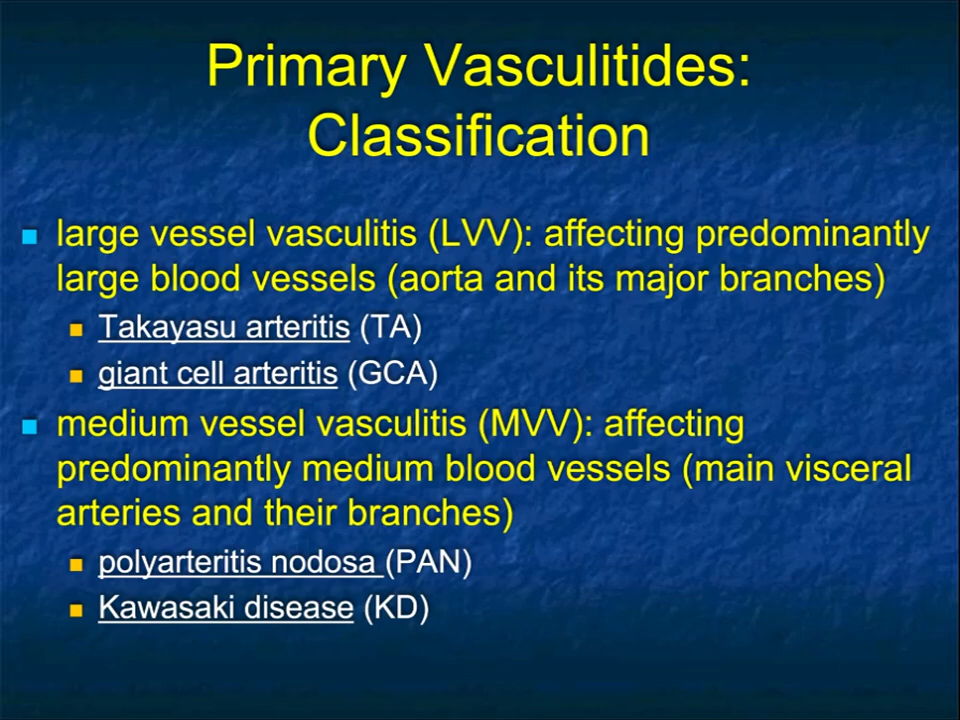 Primary Vasculitides:
Classification
large vessel vasculitis (LVV): affecting predominantly
large blood vessels (aorta and its major branches)
Takayasu arteritis (TA)
giant cell arteritis (GCA)
medium vessel vasculitis (MVV): affecting
predominantly medium blood vessels (main visceral
arteries and their branches)
polyarteritis nodosa (PAN)
Kawasaki disease (KD)